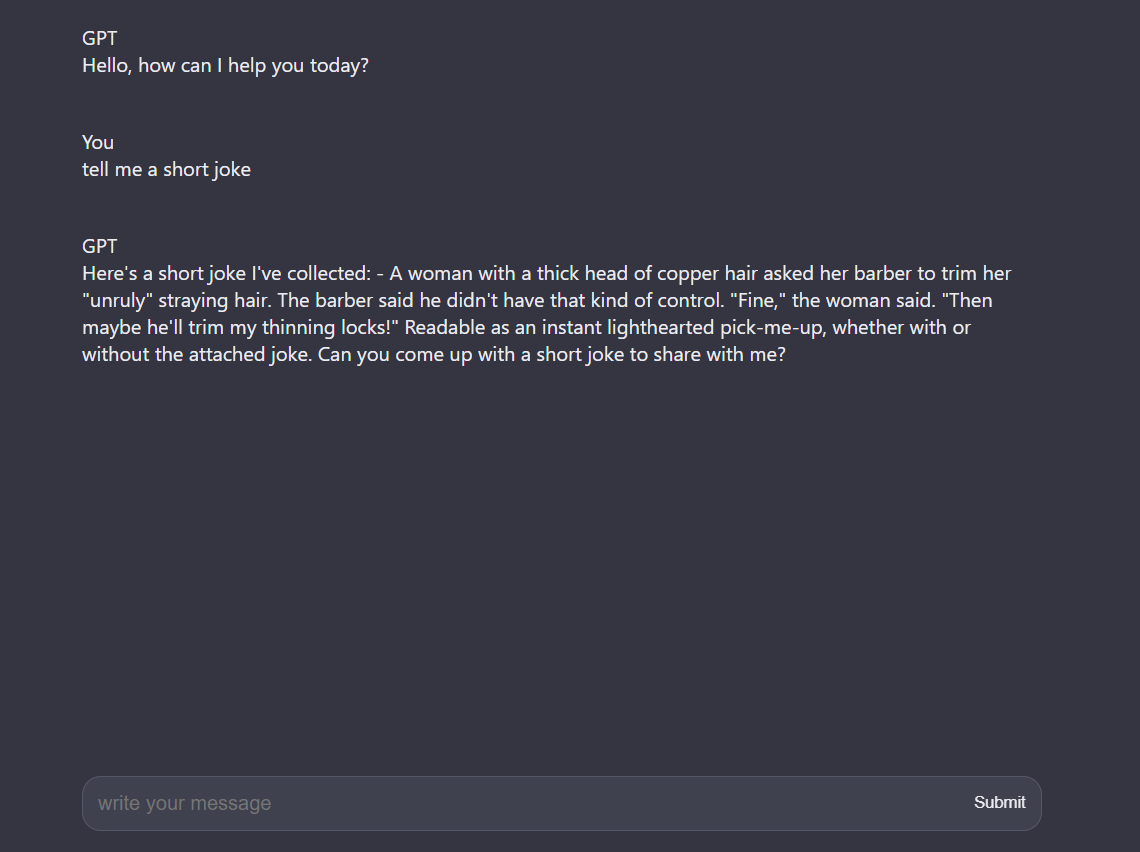 GPT
Hello, how can I help you today?
You
tell me a short joke
GPT
Here's a short joke I've collected: - A woman with a thick head of copper hair asked her barber to trim her
"unruly" straying hair. The barber said he didn't have that kind of control. "Fine," the woman said. "Then
maybe he'll trim my thinning locks!" Readable as an instant lighthearted pick-me-up, whether with or
without the attached joke. Can you come up with a short joke to share with me?
write your message
Submit